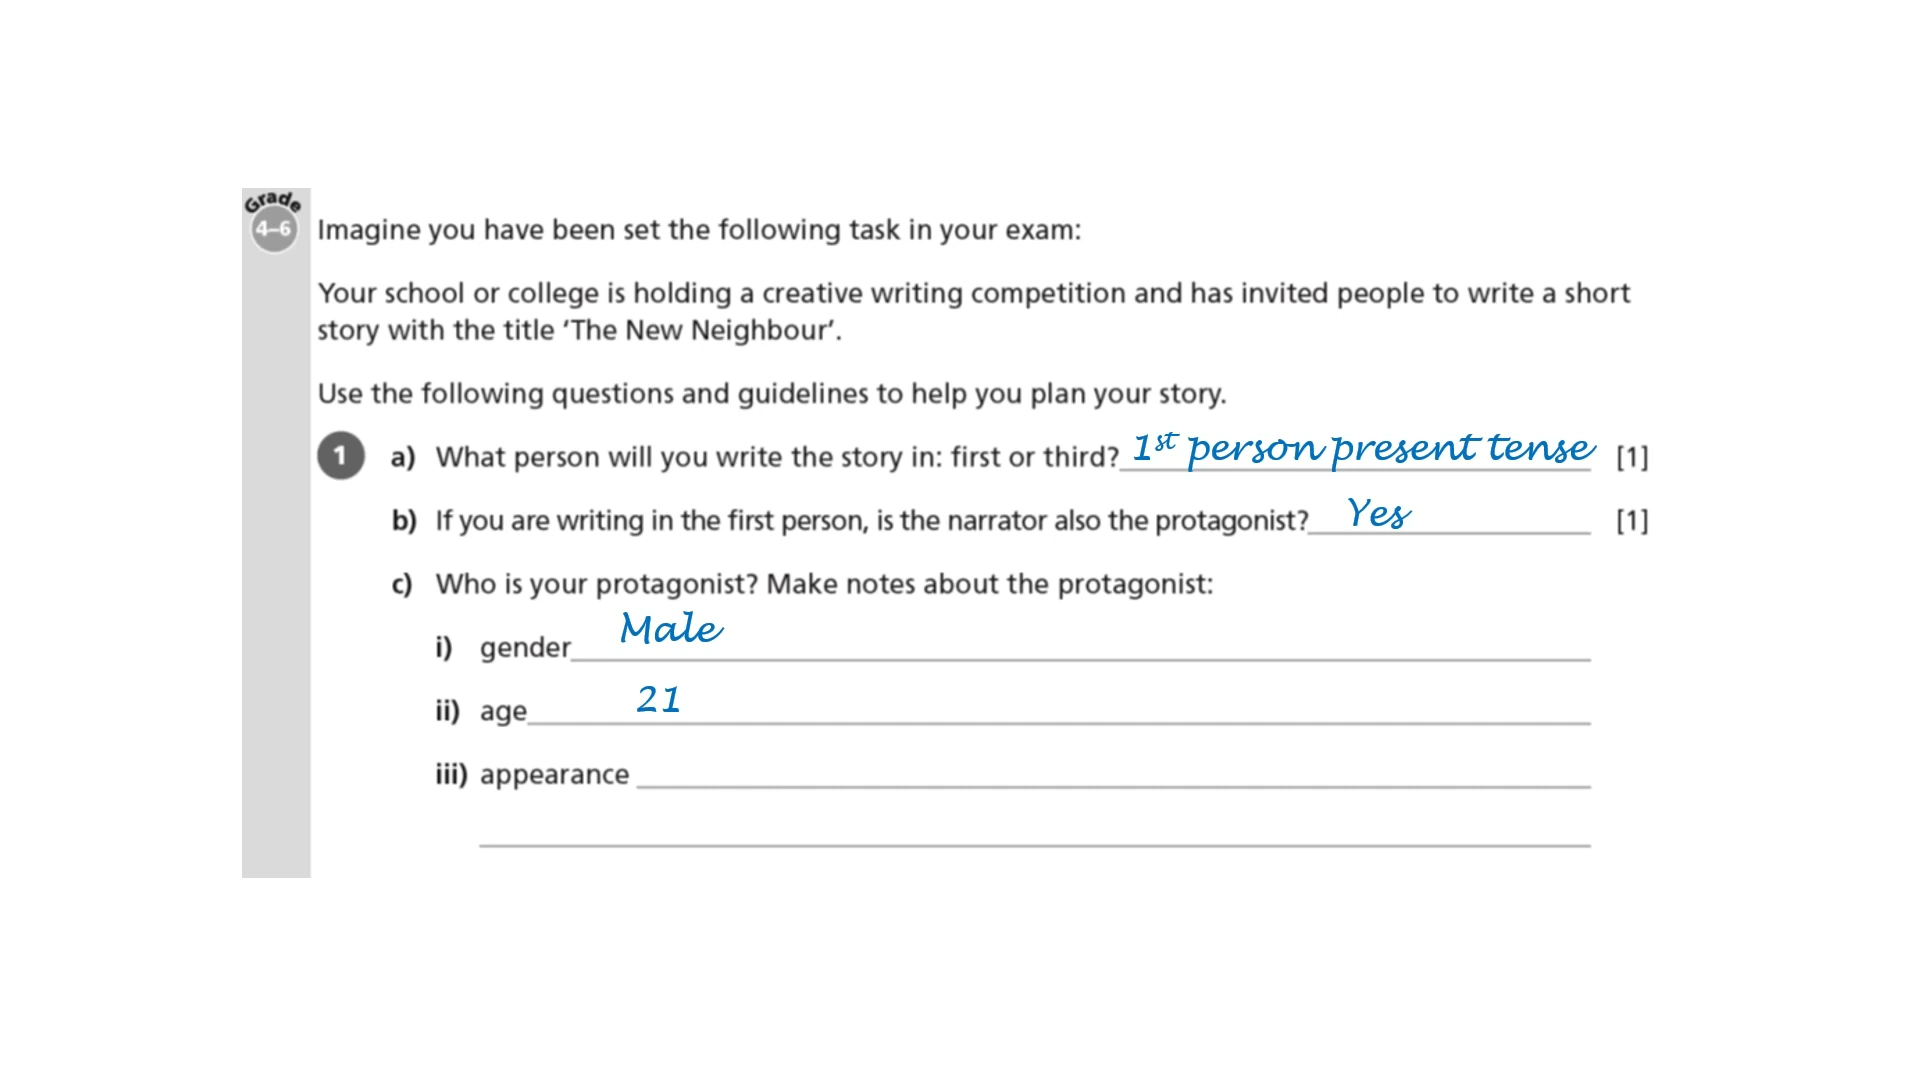 Grade
4–6
Imagine you have been set the following task in your exam:
Your school or college is holding a creative writing competition and has invited people to write a short
story with the title ‘The New Neighbour’.
Use the following questions and guidelines to help you plan your story.
1 a) What person will you write the story in: first or third? 1st person present tense [1]
b) If you are writing in the first person, is the narrator also the protagonist? Yes [1]
c) Who is your protagonist? Make notes about the protagonist:
i) gender Male
ii) age 21
iii) appearance